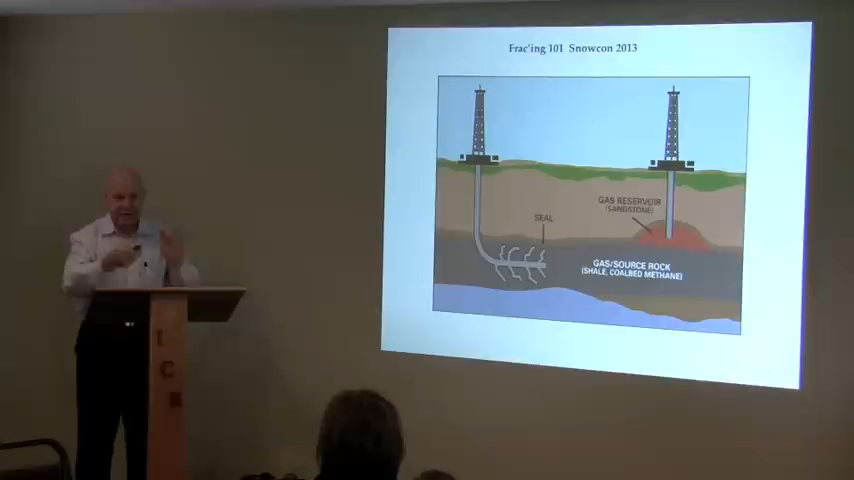 Frac'ing 101 Snowcon 2013
GAS RESERVOIR
(SANDSTONE)
SEAL
GAS/SOURCE ROCK
(SHALE, COALBED METHANE)
I
C
R